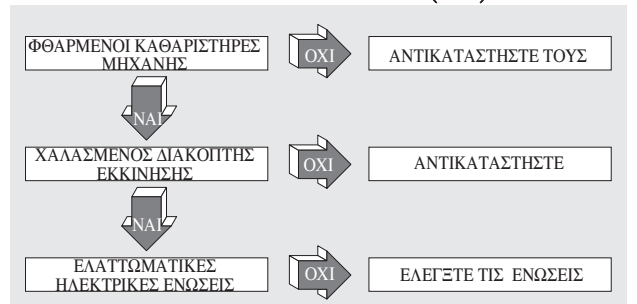 ΦΘΑΡΜΕΝΟΙ ΚΑΘΑΡΙΣΤΗΡΕΣ
ΜΗΧΑΝΗΣ
ΟΧΙ
ΑΝΤΙΚΑΤΑΣΤΗΣΤΕ ΤΟΥΣ
ΝΑΙ
ΧΑΛΑΣΜΕΝΟΣ ΔΙΑΚΟΠΤΗΣ
ΕΚΚΙΝΗΣΗΣ
ΟΧΙ
ΑΝΤΙΚΑΤΑΣΤΗΣΤΕ
ΝΑΙ
ΕΛΑΤΤΩΜΑΤΙΚΕΣ
ΗΛΕΚΤΡΙΚΕΣ ΕΝΩΣΕΙΣ
ΟΧΙ
ΕΛΕΓΞΤΕ ΤΙΣ ΕΝΩΣΕΙΣ